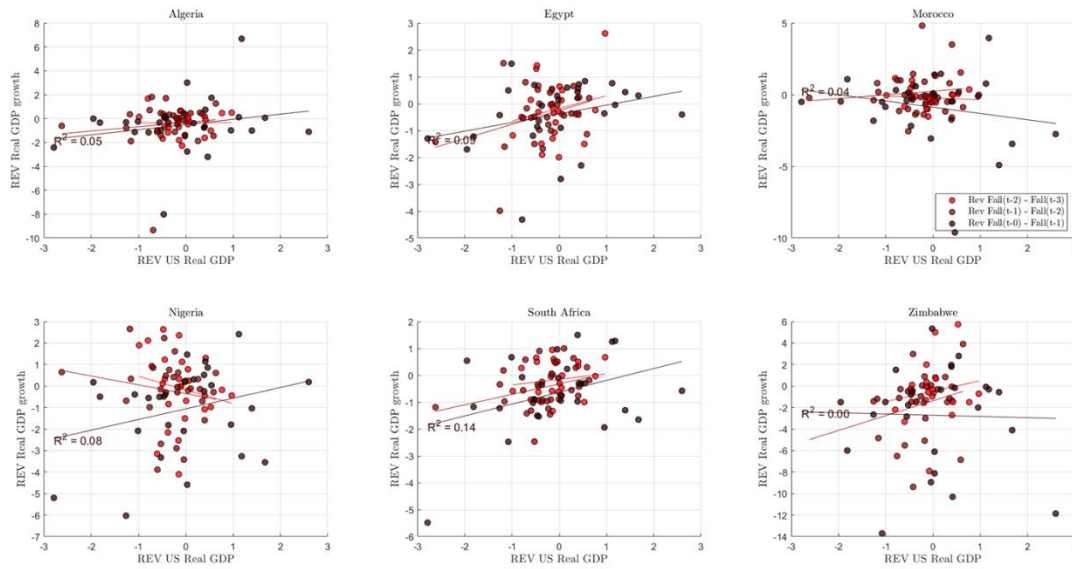 Algeria
8
6
4
2
0
-2
-4
-6
-8
-10
REV Real GDP growth
R² = 0.05
-3 -2 -1 0 1 2 3
REV US Real GDP
Egypt
3
2
1
0
-1
-2
-3
-4
-5
REV Real GDP growth
-3 -2 -1 0 1 2 3
REV US Real GDP
Morocco
5
0
-5
-10
REV Real GDP growth
R² = 0.04
Rev Fall(t-2) - Fall(t-3)
Rev Fall(t-1) - Fall(t-2)
Rev Fall(t-0) - Fall(t-1)
-3 -2 -1 0 1 2 3
REV US Real GDP
Nigeria
3
2
1
0
-1
-2
-3
-4
-5
-6
-7
REV Real GDP growth
R² = 0.08
-3 -2 -1 0 1 2 3
REV US Real GDP
South Africa
3
2
1
0
-1
-2
-3
-4
-5
-6
REV Real GDP growth
R² = 0.14
-3 -2 -1 0 1 2 3
REV US Real GDP
Zimbabwe
6
4
2
0
-2
-4
-6
-8
-10
-12
-14
REV Real GDP growth
R² = 0.00
-3 -2 -1 0 1 2 3
REV US Real GDP